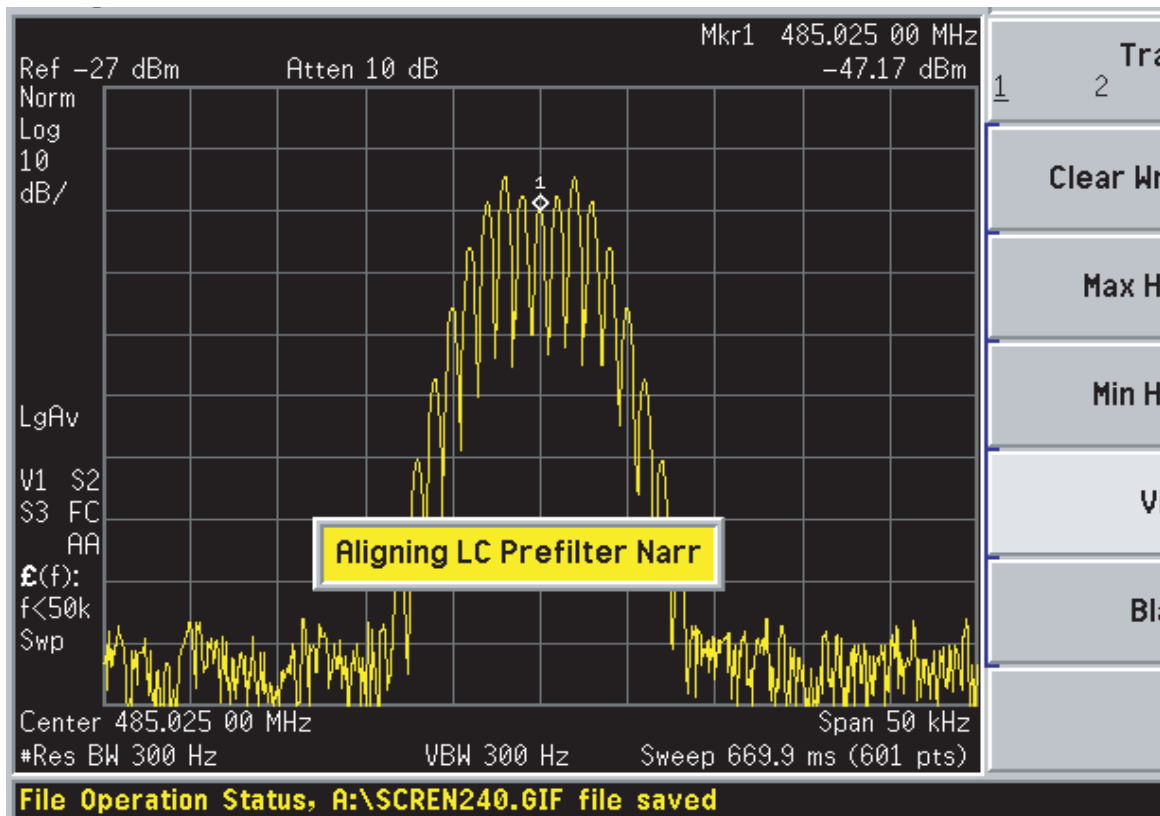 Mkr1 485.025 00 MHz
Ref -27 dBm Atten 10 dB -47.17 dBm
Norm
Log
10
dB/
1
LgAv
V1 S2
S3 FC
AA
£(f):
f<50k
Swp
Aligning LC Prefilter Narr
Center 485.025 00 MHz Span 50 kHz
#Res BW 300 Hz VBW 300 Hz Sweep 669.9 ms (601 pts)
File Operation Status, A:\SCREN240.GIF file saved
Tra
1 2
Clear Wr
Max H
Min H
V
Bla